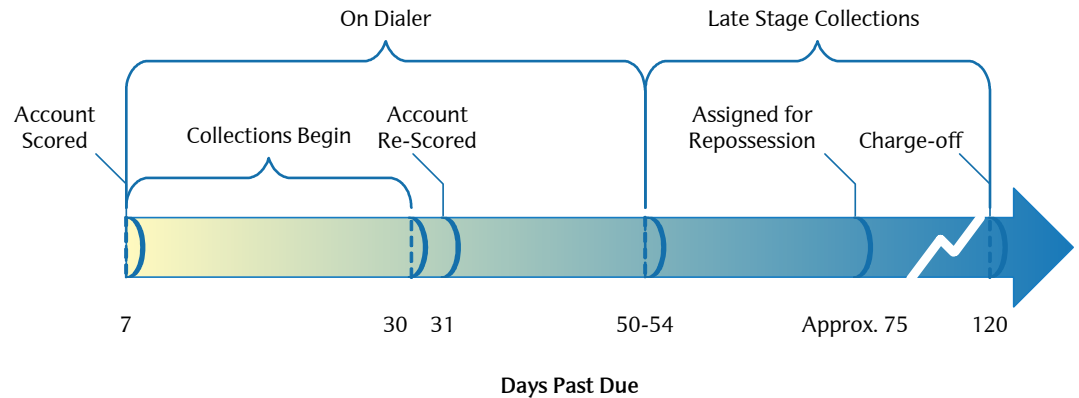 On Dialer
Late Stage Collections
Account
Scored
Collections Begin
Account
Re-Scored
Assigned for
Repossession
Charge-off
7
30
31
50-54
Approx. 75
120
Days Past Due